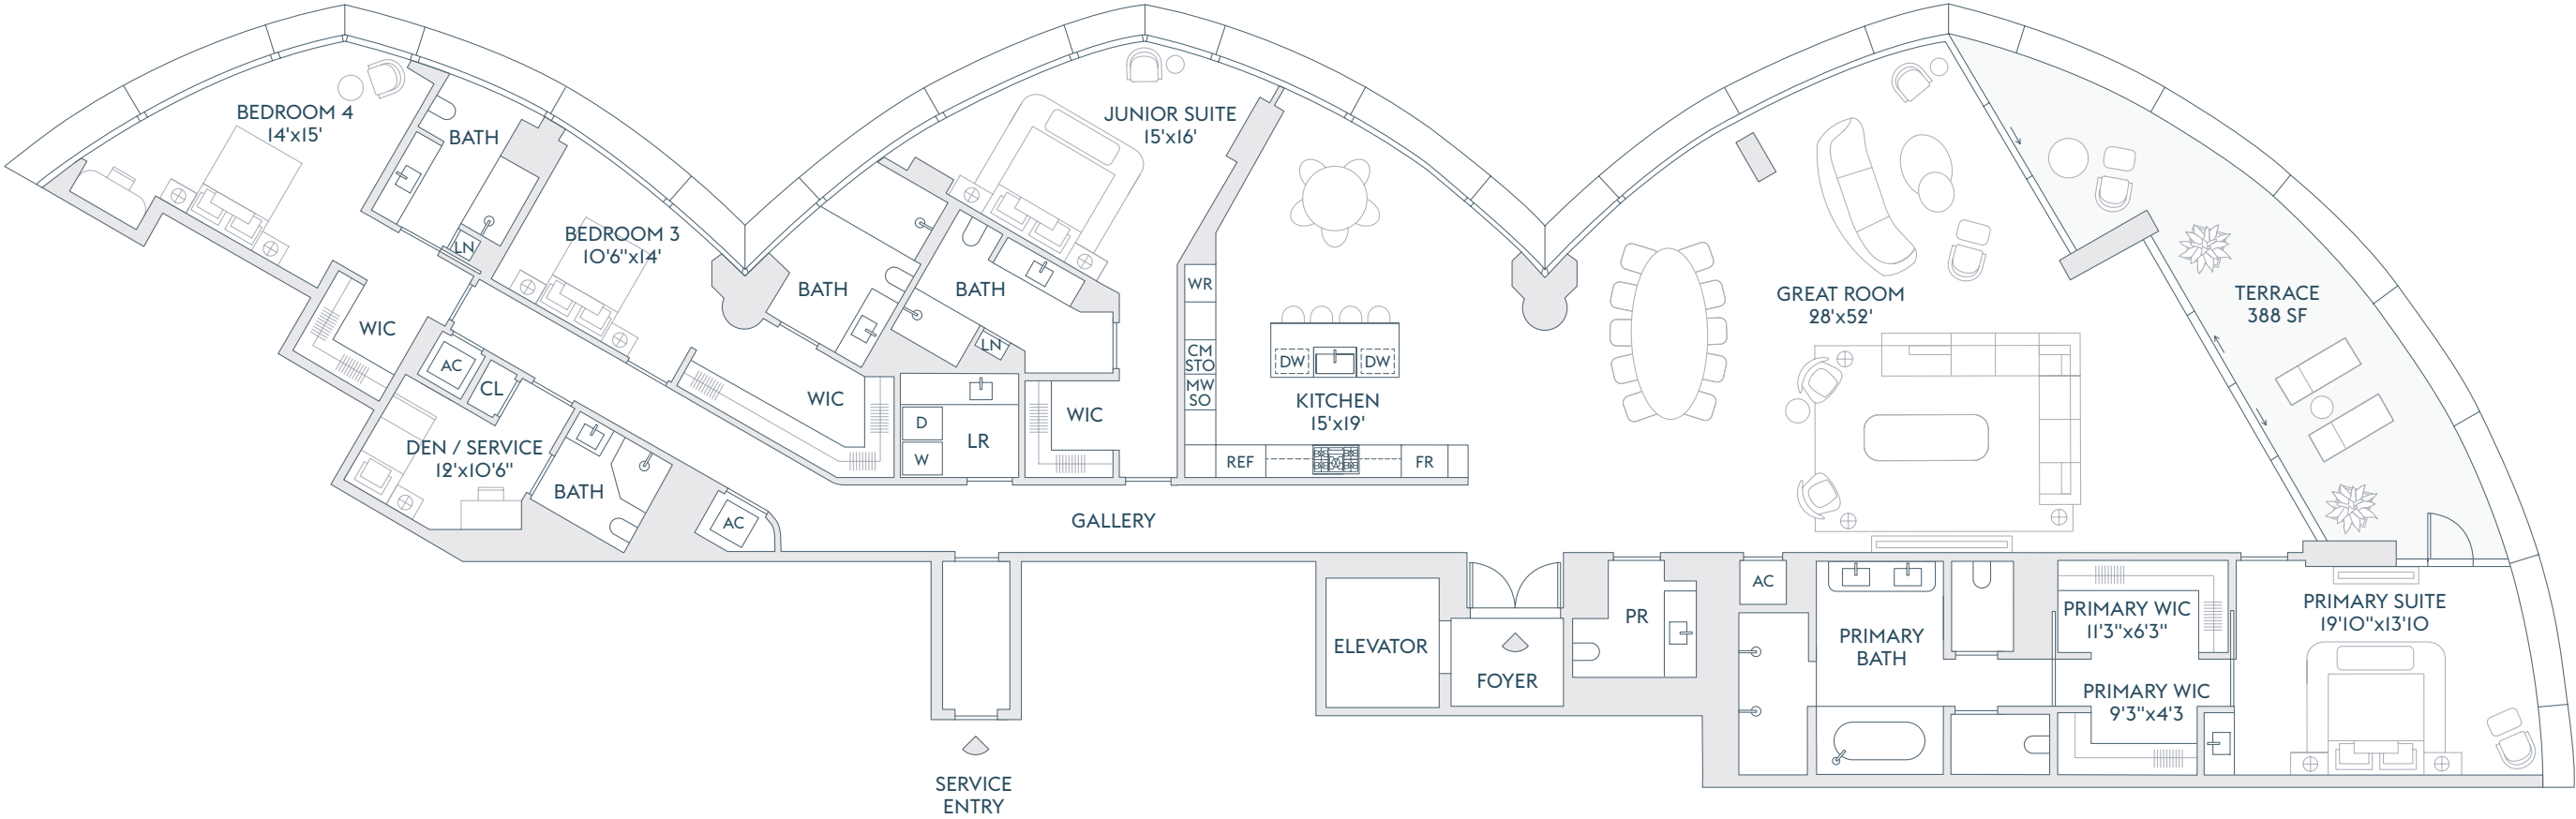 BEDROOM 4
14'x15'
BATH
LN
WIC
AC
CL
DEN / SERVICE
12'x10'6"
BATH
AC
BEDROOM 3
10'6"x14'
BATH
WIC
JUNIOR SUITE
15'x16'
BATH
LN
D
W
LR
WIC
WR
CM
STO
MW
SO
DW
DW
KITCHEN
15'x19'
REF
FR
GALLERY
GREAT ROOM
28'x52'
TERRACE
388 SF
ELEVATOR
FOYER
PR
AC
PRIMARY
BATH
PRIMARY WIC
11'3"x6'3"
PRIMARY WIC
9'3"x4'3
PRIMARY SUITE
19'10"x13'10
SERVICE
ENTRY